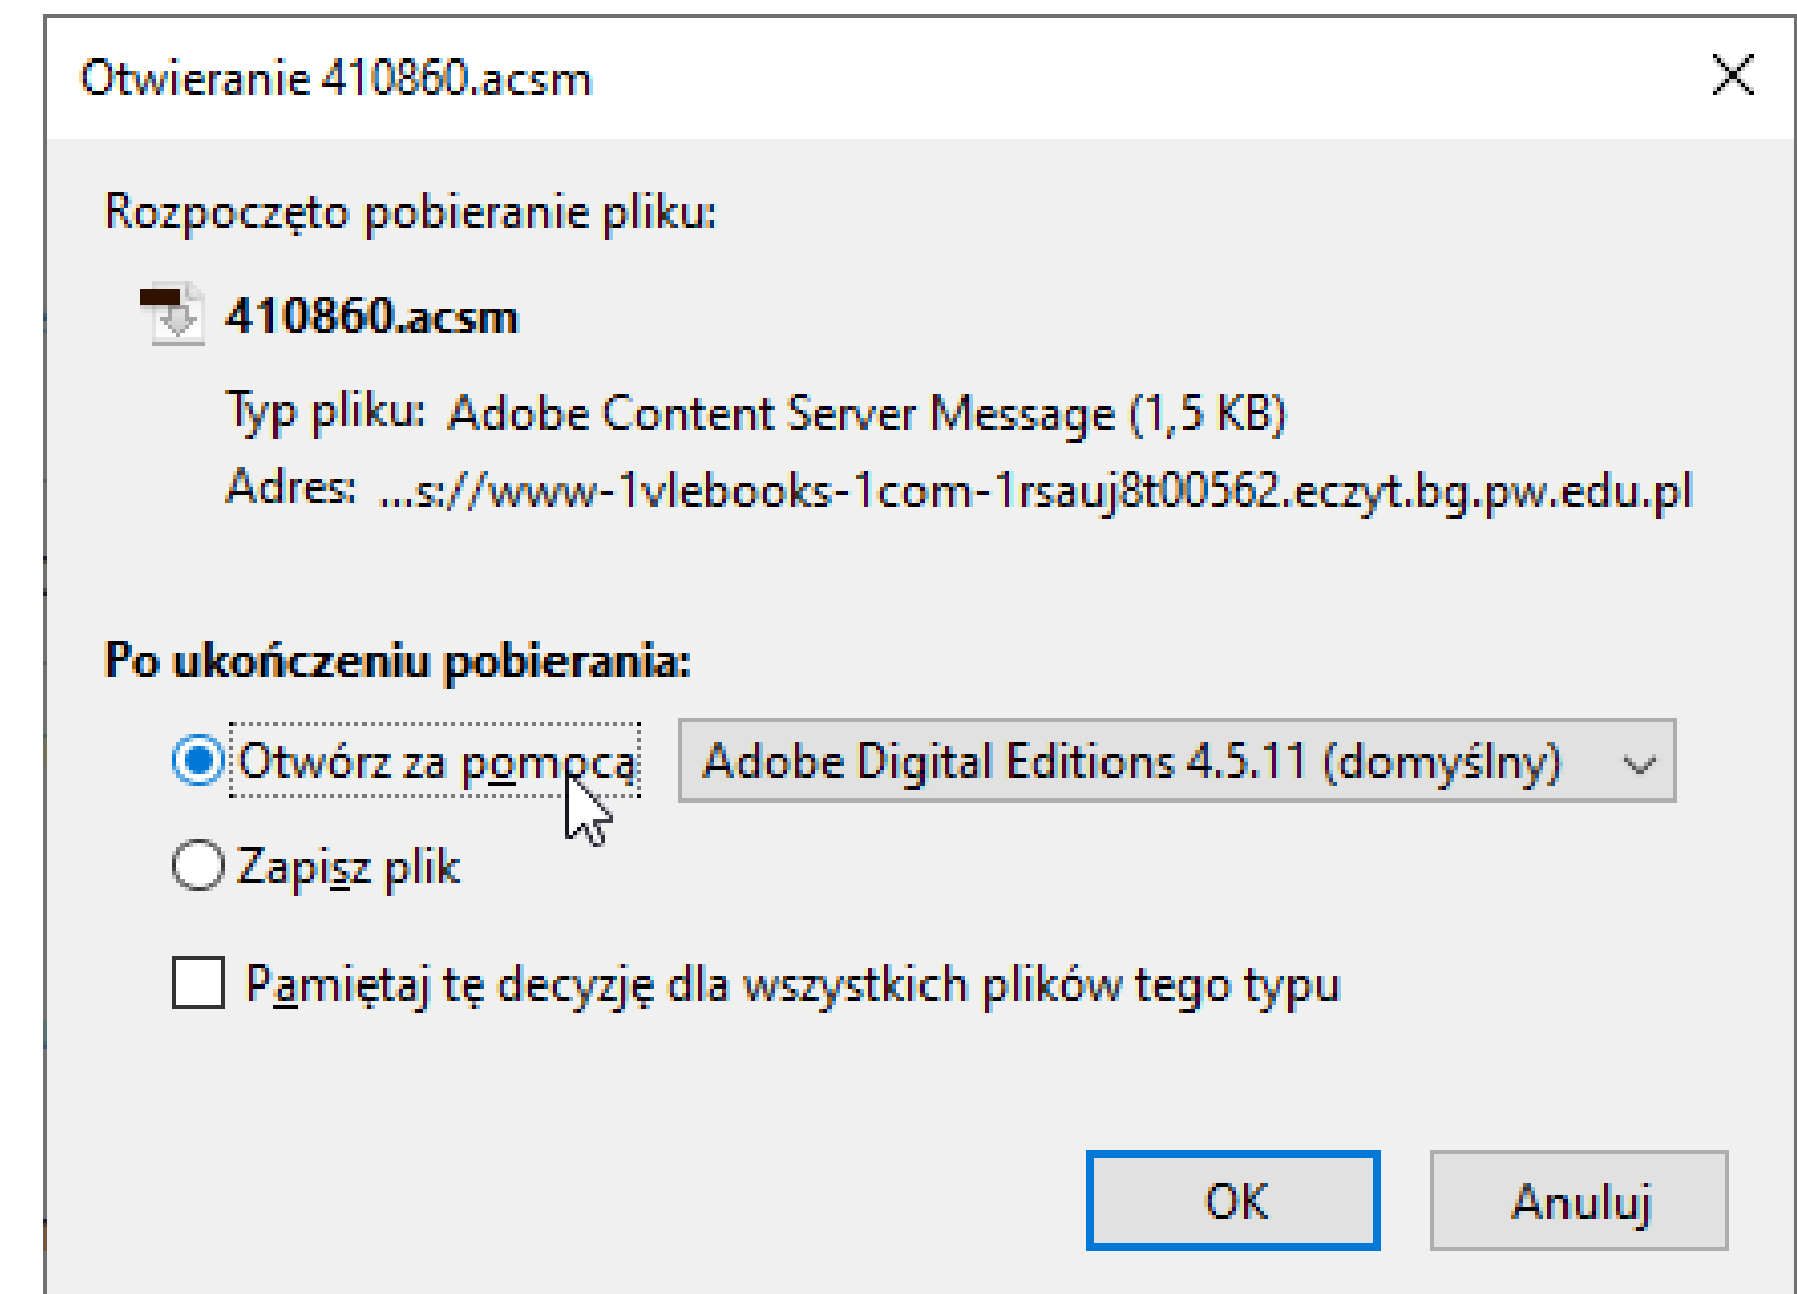 Otwieranie 410860.acsm
Rozpoczęto pobieranie pliku:
410860.acsm
Typ pliku: Adobe Content Server Message (1,5 KB)
Adres: ...s://www-1vlebooks-1com-1rsauj8t00562.eczyt.bg.pw.edu.pl
Po ukończeniu pobierania:
Otwórz za pomocą Adobe Digital Editions 4.5.11 (domyślny)
Zapisz plik
Pamiętaj tę decyzję dla wszystkich plików tego typu
OK Anuluj